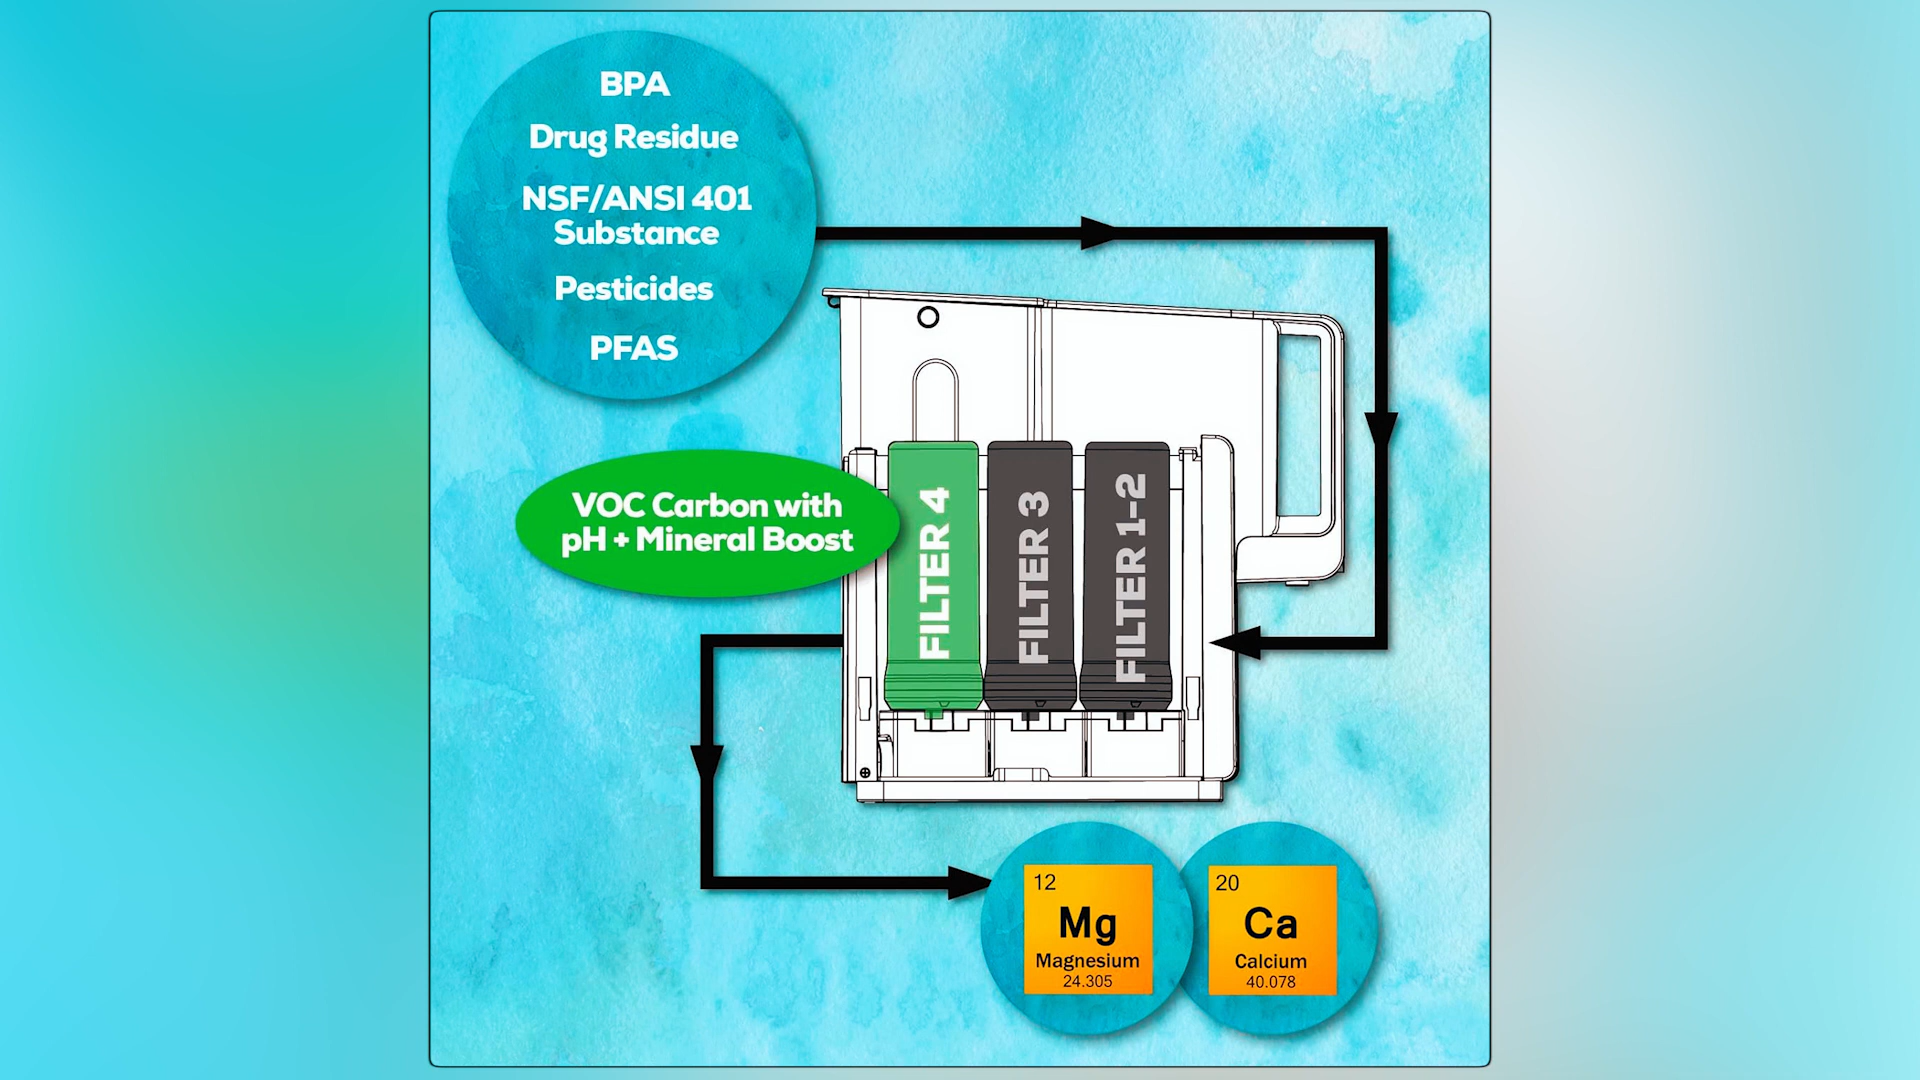 BPA
Drug Residue
NSF/ANSI 401
Substance
Pesticides
PFAS
VOC Carbon with
pH + Mineral Boost
FILTER 4
FILTER 3
FILTER 1-2
12
Mg
Magnesium
24.305
20
Ca
Calcium
40.078